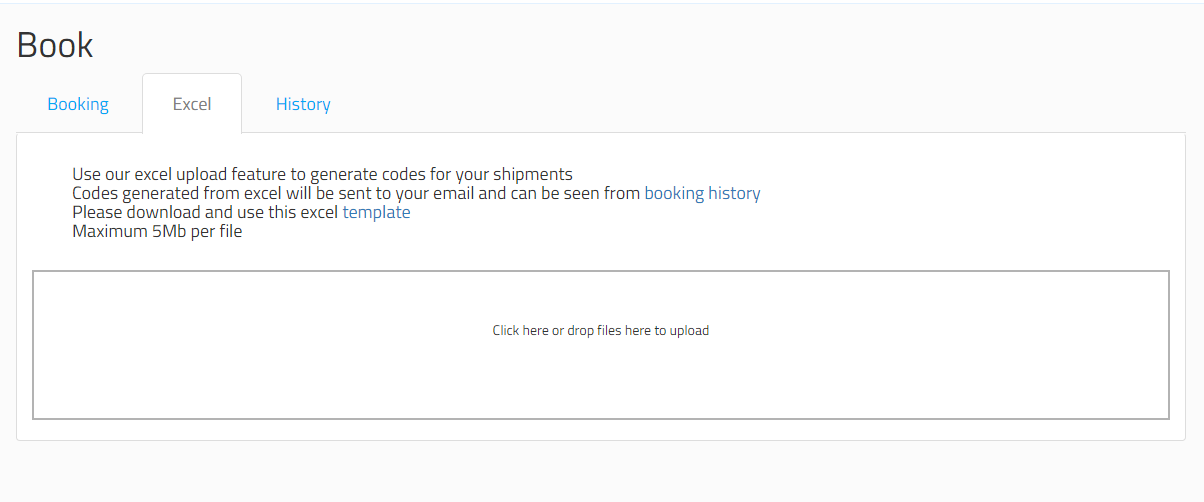 Book
Booking
Excel
History
Use our excel upload feature to generate codes for your shipments
Codes generated from excel will be sent to your email and can be seen from booking history
Please download and use this excel template
Maximum 5Mb per file
Click here or drop files here to upload